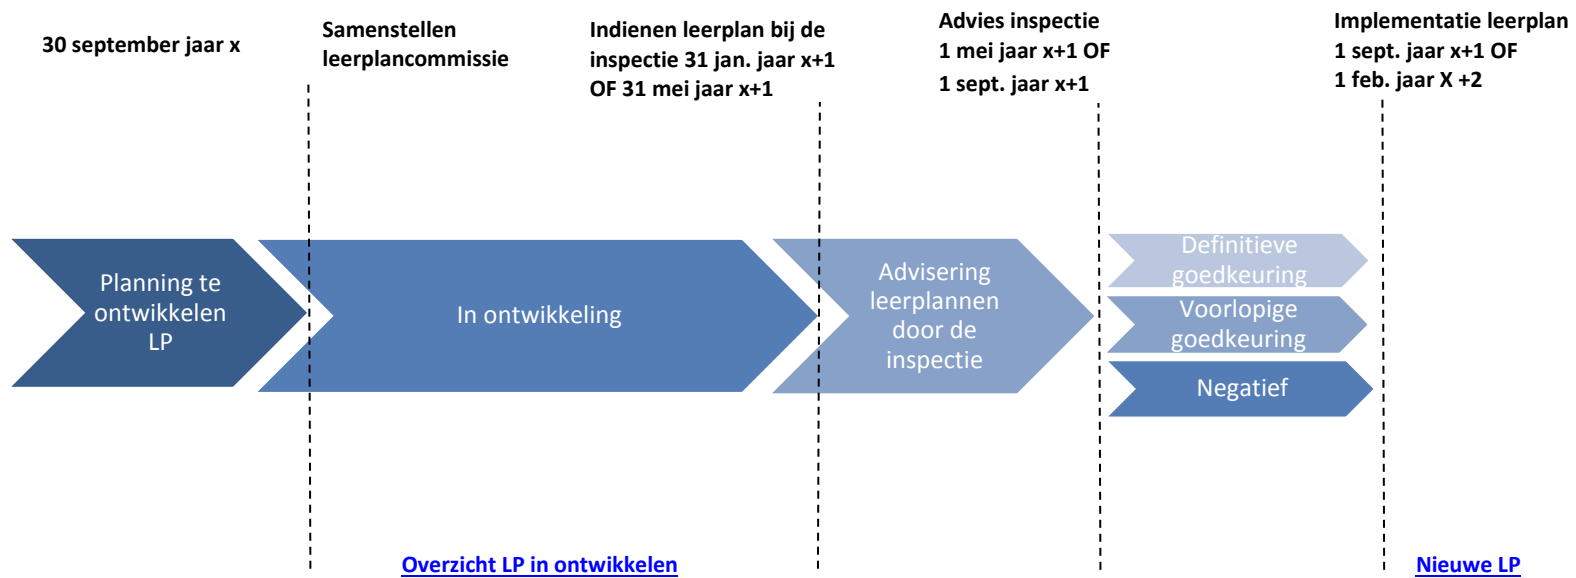 30 september jaar x
Samenstellen
leerplancommissie
Indienen leerplan bij de
inspectie 31 jan. jaar x+1
OF 31 mei jaar x+1
Advies inspectie
1 mei jaar x+1 OF
1 sept. jaar x+1
Implementatie leerplan
1 sept. jaar x+1 OF
1 feb. jaar X +2
Planning te
ontwikkelen
LP
In ontwikkeling
Advisering
leerplannen
door de
inspectie
Definitieve
goedkeuring
Voorlopige
goedkeuring
Negatief
Overzicht LP in ontwikkelen
Nieuwe LP